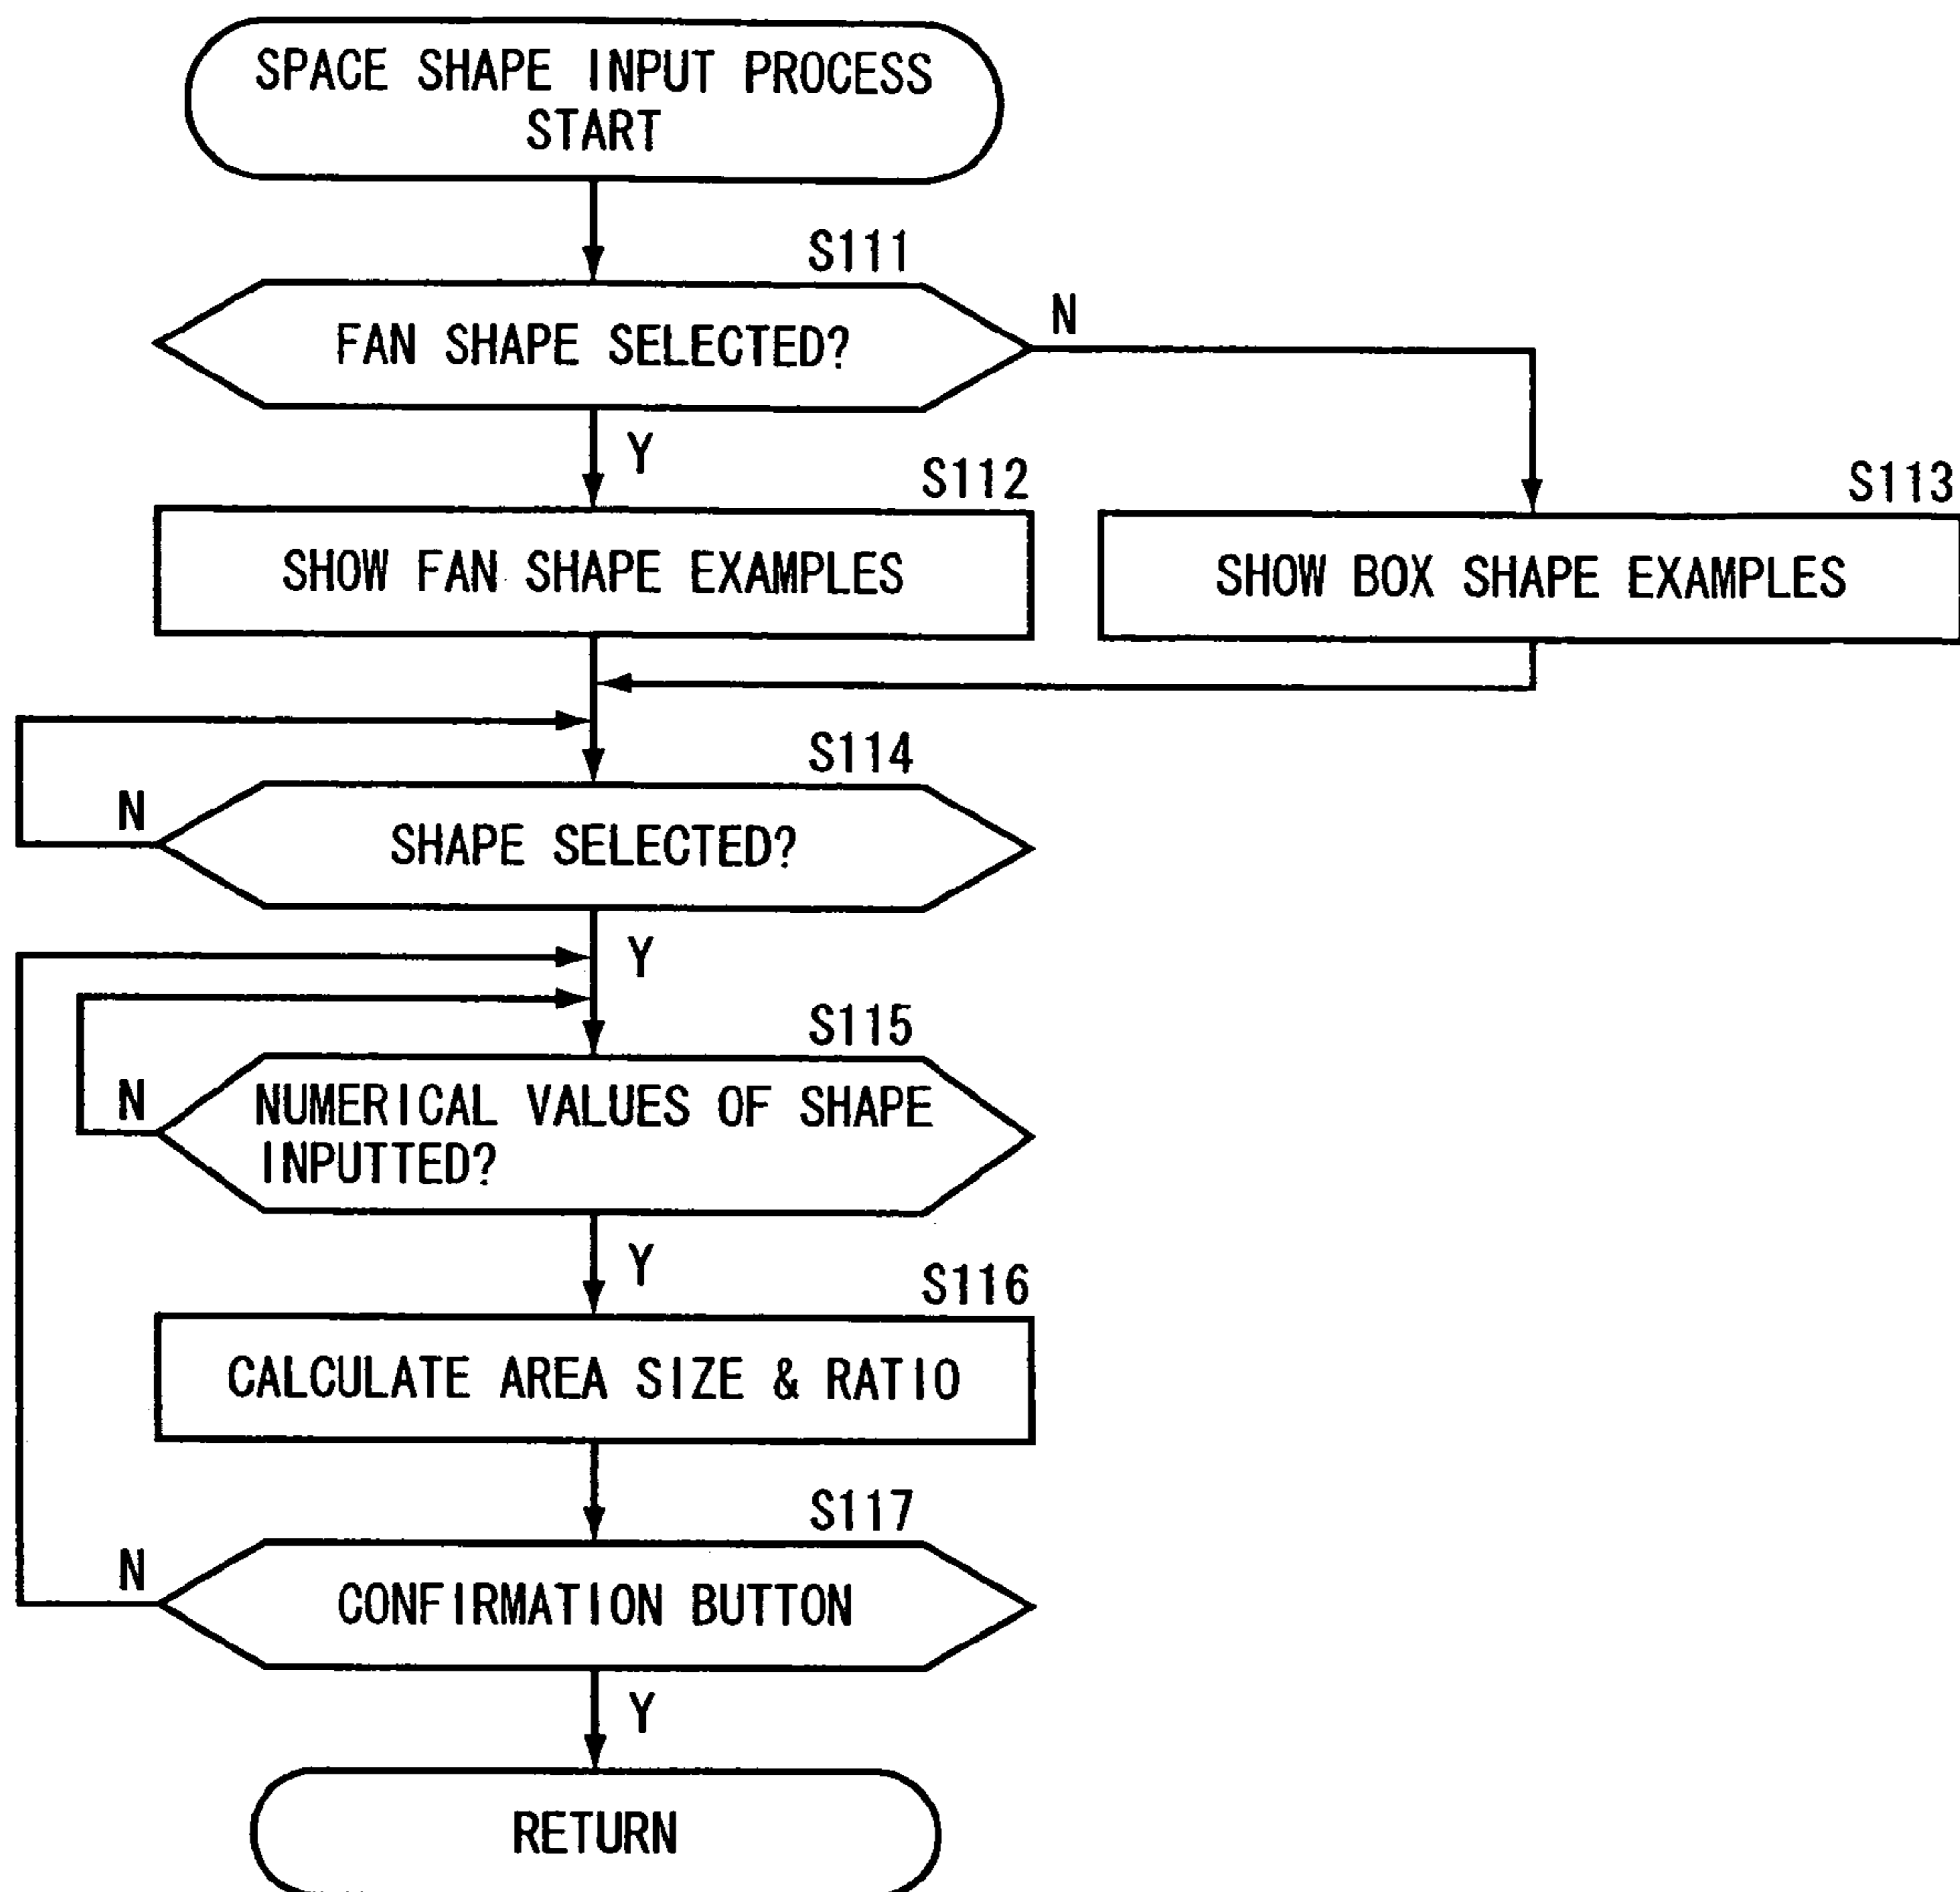 SPACE SHAPE INPUT PROCESS
START
S111
FAN SHAPE SELECTED?
N
Y
S112
SHOW FAN SHAPE EXAMPLES
S113
SHOW BOX SHAPE EXAMPLES
S114
N
SHAPE SELECTED?
Y
S115
N
NUMERICAL VALUES OF SHAPE
INPUTTED?
Y
S116
CALCULATE AREA SIZE & RATIO
S117
N
CONFIRMATION BUTTON
Y
RETURN